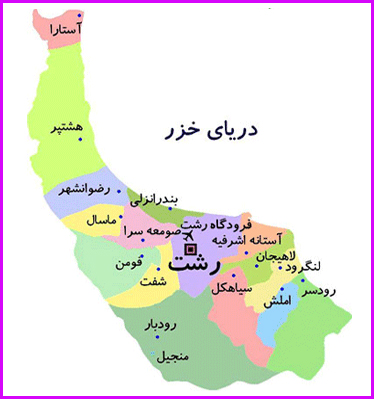 آستارا
هشتپر
دریای خزر
رضوانشهر
بندرانزلی
ماسال
صومعه سرا
فرودگاه رشت
آستانه اشرفیه
رشت
لاهیجان
لنگرود
فومن
شفت
سیاهکل
املش
رودسر
رودبار
منجیل